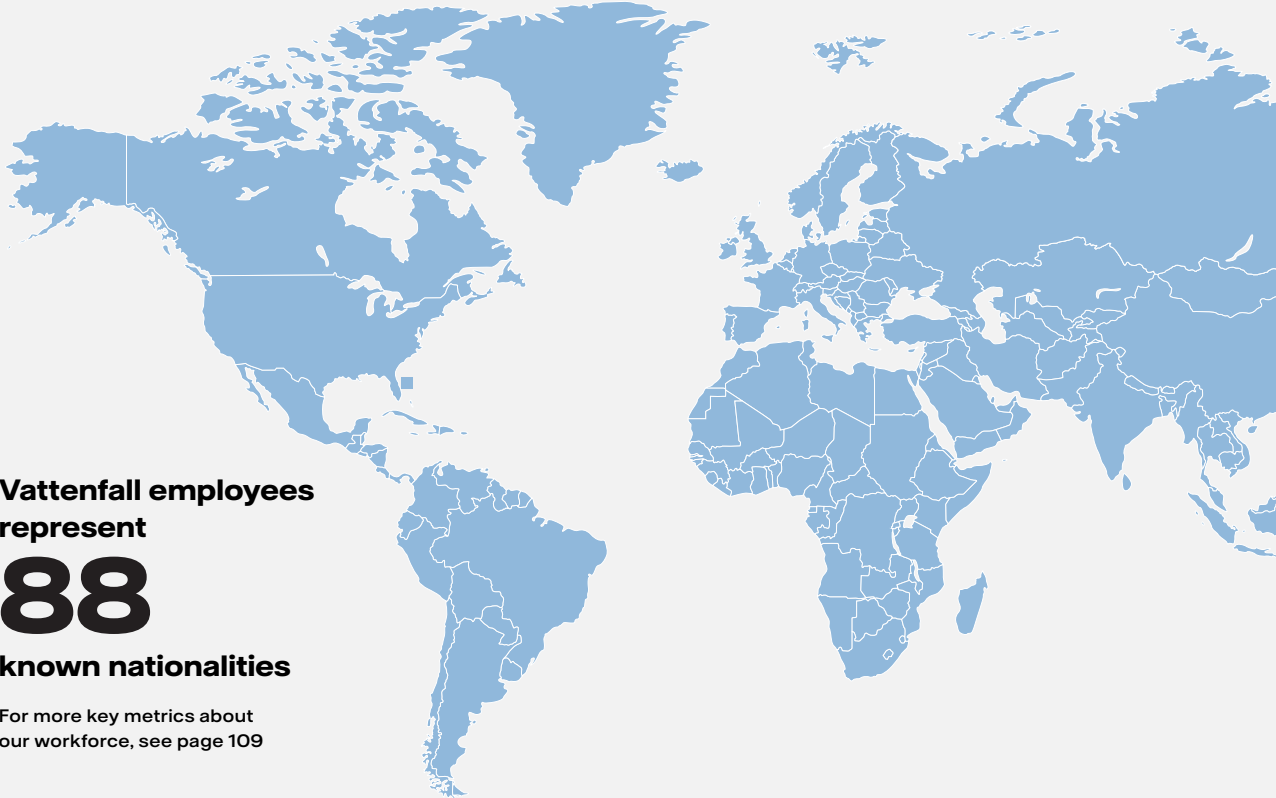 Vattenfall employees
represent
88
known nationalities
For more key metrics about
our workforce, see page 109